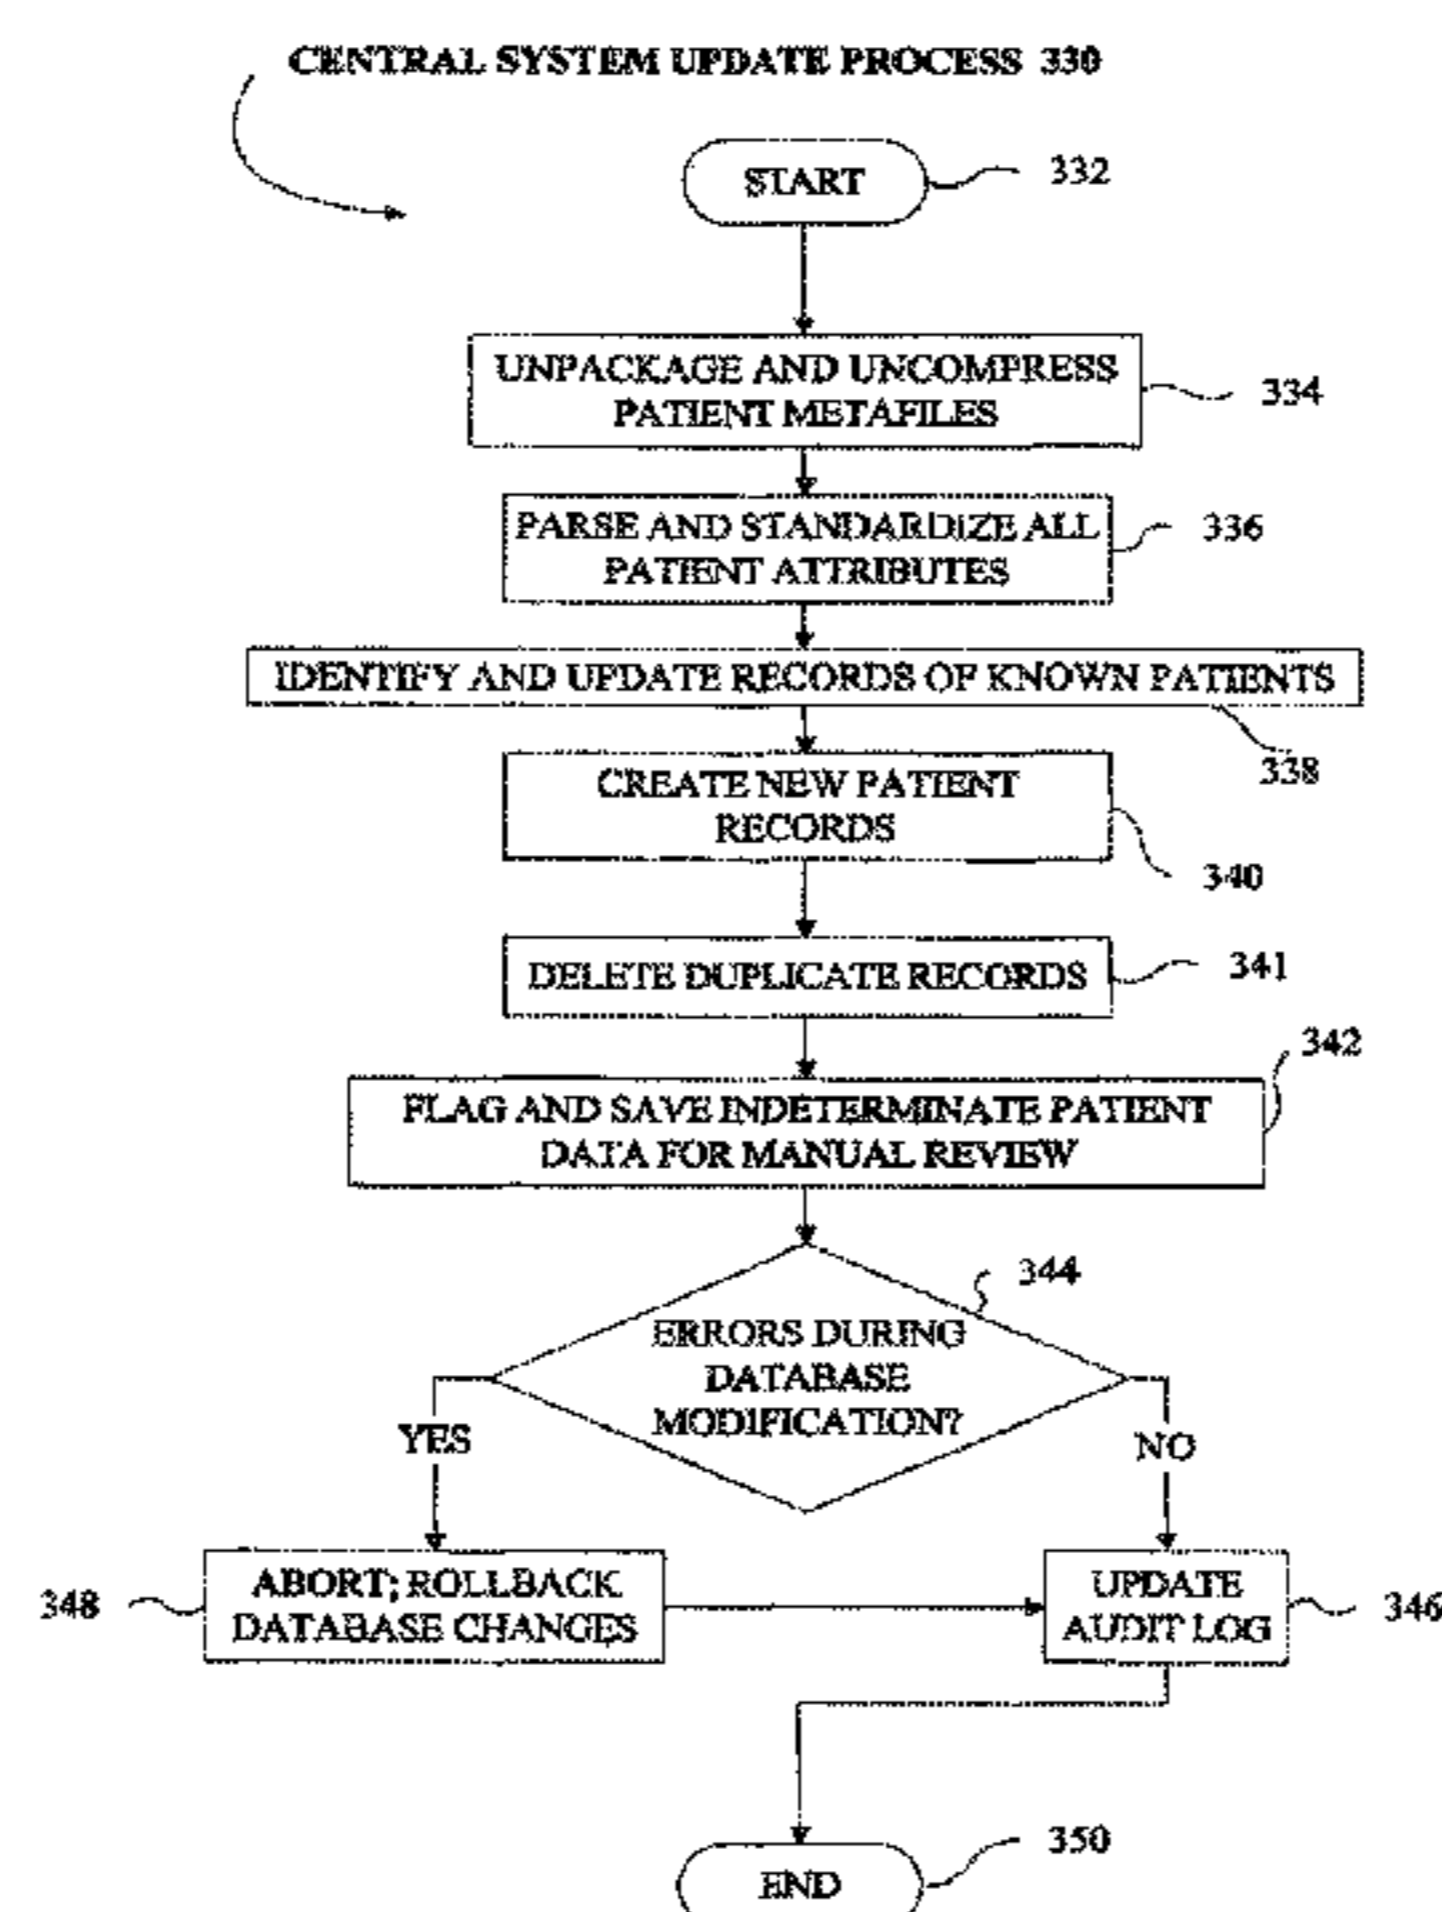 CENTRAL SYSTEM UPDATE PROCESS 330
START
332
UNPACKAGE AND UNCOMPRESS
PATIENT METAFILES
334
PARSE AND STANDARDIZE ALL
PATIENT ATTRIBUTES
336
IDENTIFY AND UPDATE RECORDS OF KNOWN PATIENTS
338
CREATE NEW PATIENT
RECORDS
340
DELETE DUPLICATE RECORDS
341
342
FLAG AND SAVE INDETERMINATE PATIENT
DATA FOR MANUAL REVIEW
344
ERRORS DURING
DATABASE
MODIFICATION?
YES
NO
348
ABORT; ROLLBACK
DATABASE CHANGES
UPDATE
AUDIT LOG
346
350
END